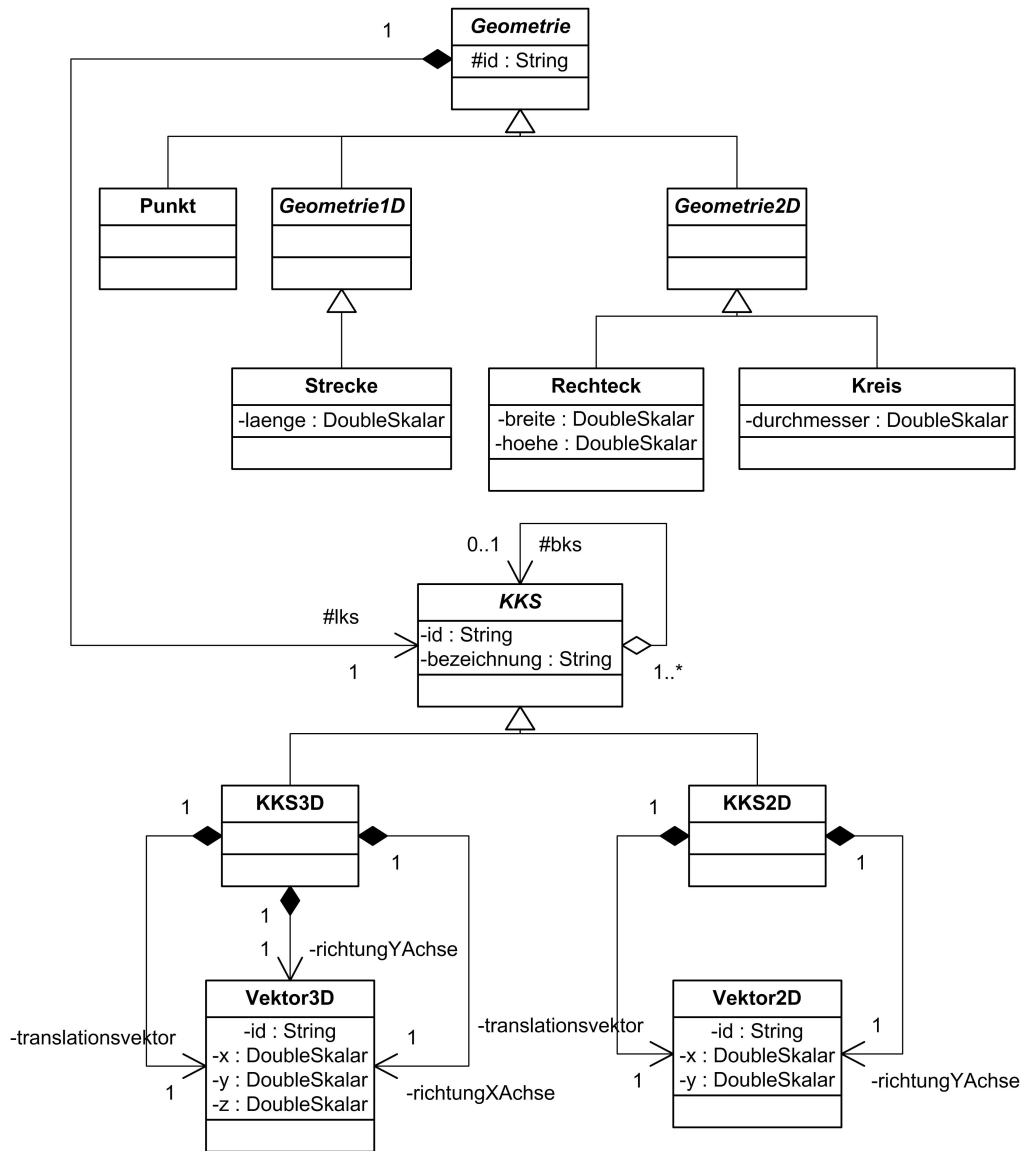 Geometrie
1
#id : String
Punkt
Geometrie1D
Geometrie2D
Strecke
-laenge : DoubleSkalar
Rechteck
-breite : DoubleSkalar
-hoehe : DoubleSkalar
Kreis
-durchmesser : DoubleSkalar
0..1
#bks
KKS
#lks
-id : String
-bezeichnung : String
1
1..*
KKS3D
1
1
1
1
-richtungYAchse
KKS2D
1
1
Vektor3D
-id : String
-x : DoubleSkalar
-y : DoubleSkalar
-z : DoubleSkalar
-translationsvektor
1
1
-richtungXAchse
Vektor2D
-id : String
-x : DoubleSkalar
-y : DoubleSkalar
-translationsvektor
1
1
-richtungYAchse